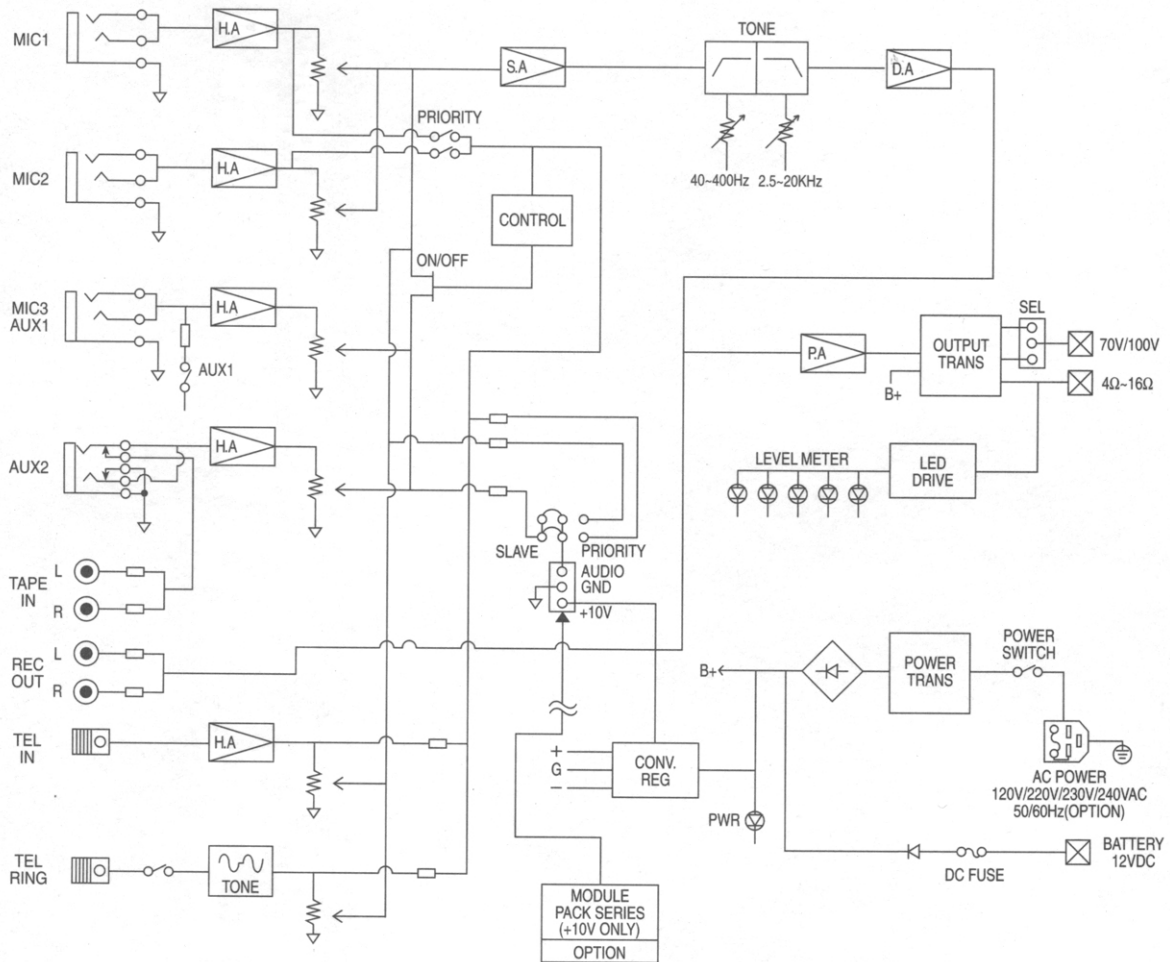 MIC1
H.A
S.A
TONE
D.A
PRIORITY
MIC2
H.A
40~400Hz
2.5~20KHz
CONTROL
ON/OFF
MIC3
AUX1
H.A
AUX1
SEL
P.A
OUTPUT
TRANS
70V/100V
B+
4Ω~16Ω
AUX2
H.A
LEVEL METER
LED
DRIVE
SLAVE
PRIORITY
TAPE
IN
L
R
AUDIO
GND
+10V
REC
OUT
L
R
B+
POWER
TRANS
POWER
SWITCH
TEL
IN
H.A
+
G
−
CONV.
REG
AC POWER
120V/220V/230V/240VAC
50/60Hz(OPTION)
PWR
TEL
RING
TONE
DC FUSE
BATTERY
12VDC
MODULE
PACK SERIES
(+10V ONLY)
OPTION